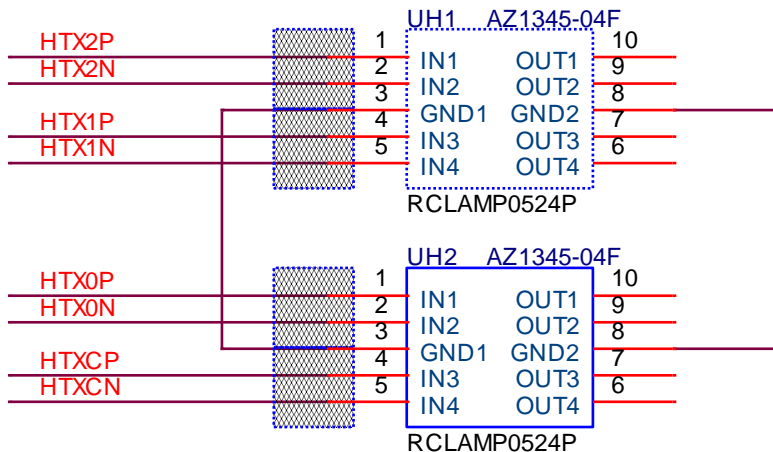 UH1 AZ1345-04F
HTX2P 1 IN1 OUT1 10
HTX2N 2 IN2 OUT2 9
3 GND1 GND2 8
HTX1P 4 IN3 OUT3 7
HTX1N 5 IN4 OUT4 6
RCLAMP0524P
UH2 AZ1345-04F
HTX0P 1 IN1 OUT1 10
HTX0N 2 IN2 OUT2 9
3 GND1 GND2 8
HTXCP 4 IN3 OUT3 7
HTXCN 5 IN4 OUT4 6
RCLAMP0524P